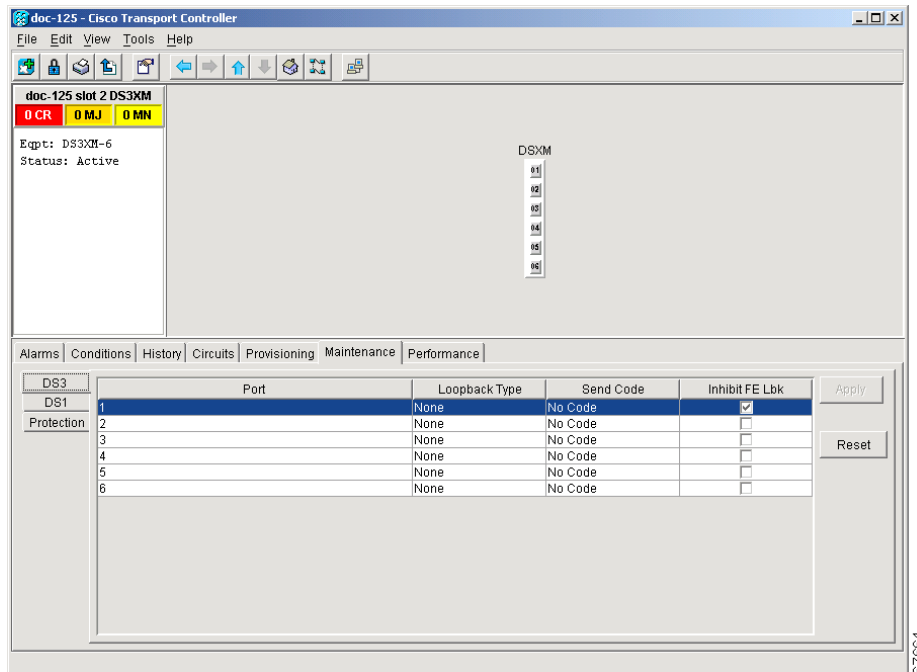 doc-125 - Cisco Transport Controller
File Edit View Tools Help
doc-125 slot 2 DS3XM
0 CR 0 MJ 0 MN
Eqpt: DS3XM-6
Status: Active
DSXM
01
02
03
04
05
06
Alarms Conditions History Circuits Provisioning Maintenance Performance
DS3
DS1
Protection
Port Loopback Type Send Code Inhibit FE Lbk
1 None No Code
2 None No Code
3 None No Code
4 None No Code
5 None No Code
6 None No Code
Apply
Reset